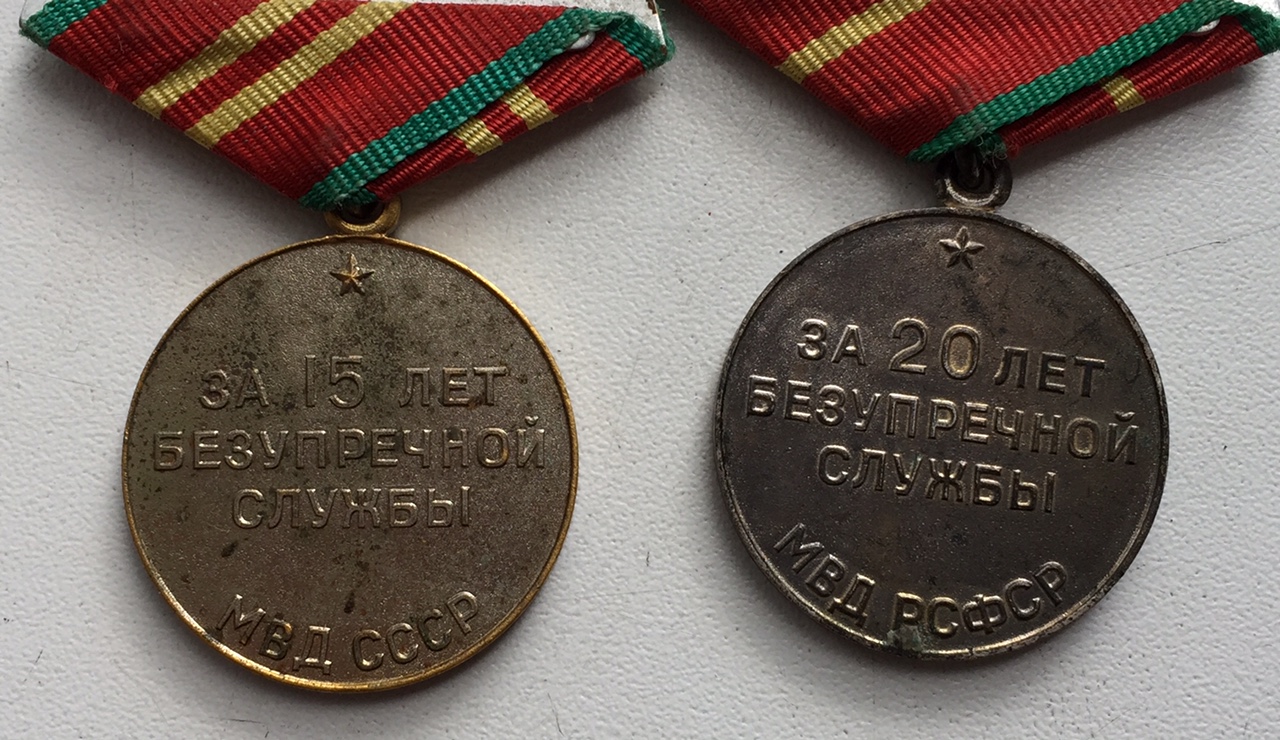 ЗА 15 ЛЕТ
БЕЗУПРЕЧНОЙ
СЛУЖБЫ
МВД СССР
ЗА 20 ЛЕТ
БЕЗУПРЕЧНОЙ
СЛУЖБЫ
МВД РСФСР